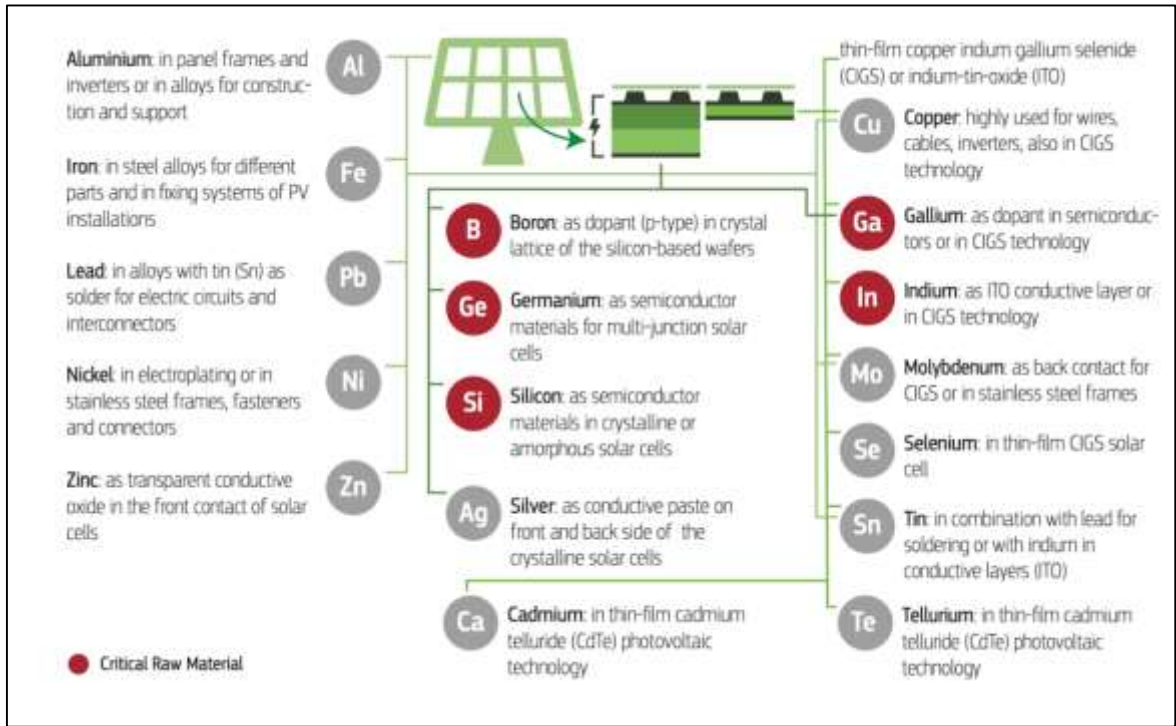 Aluminium: in panel frames and
inverters or in alloys for construc-
tion and support
Al
Iron: in steel alloys for different
parts and in fixing systems of PV
installations
Fe
Lead: in alloys with tin (Sn) as
solder for electric circuits and
interconnectors
Pb
Nickel: in electroplating or in
stainless steel frames, fasteners
and connectors
Ni
Zinc: as transparent conductive
oxide in the front contact of solar
cells
Zn
B
Boron: as dopant (p-type) in crystal
lattice of the silicon-based wafers
Ge
Germanium: as semiconductor
materials for multi-junction solar
cells
Si
Silicon: as semiconductor
materials in crystalline or
amorphous solar cells
Ag
Silver: as conductive paste on
front and back side of the
crystalline solar cells
Ca
Cadmium: in thin-film cadmium
telluride (CdTe) photovoltaic
technology
thin-film copper indium gallium selenide
(CIGS) or indium-tin-oxide (ITO)
Cu
Copper: highly used for wires,
cables, inverters, also in CIGS
technology
Ga
Gallium: as dopant in semiconduc-
tors or in CIGS technology
In
Indium: as ITO conductive layer or
in CIGS technology
Mo
Molybdenum: as back contact for
CIGS or in stainless steel frames
Se
Selenium: in thin-film CIGS solar
cell
Sn
Tin: in combination with lead for
soldering or with indium in
conductive layers (ITO)
Te
Tellurium: in thin-film cadmium
telluride (CdTe) photovoltaic
technology
Critical Raw Material